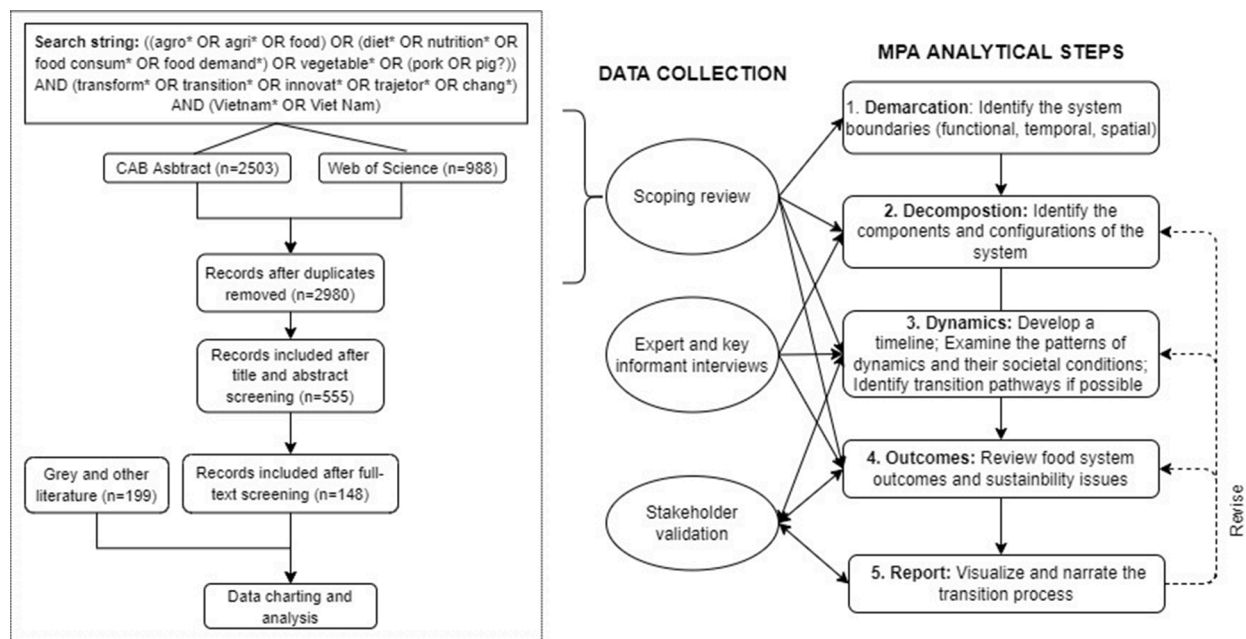 Search string: ((agro* OR agri* OR food) OR (diet* OR nutrition* OR
food consum* OR food demand*) OR vegetable* OR (pork OR pig?))
AND (transform* OR transition* OR innovat* OR trajetor* OR chang*)
AND (Vietnam* OR Viet Nam)
CAB Asbtract (n=2503)
Web of Science (n=988)
Records after duplicates
removed (n=2980)
Records included after
title and abstract
screening (n=555)
Grey and other
literature (n=199)
Records included after full-
text screening (n=148)
Data charting and
analysis
DATA COLLECTION
Scoping review
Expert and key
informant interviews
Stakeholder
validation
MPA ANALYTICAL STEPS
1. Demarcation: Identify the system
boundaries (functional, temporal, spatial)
2. Decompostion: Identify the
components and configurations of the
system
3. Dynamics: Develop a
timeline; Examine the patterns of
dynamics and their societal conditions;
Identify transition pathways if possible
4. Outcomes: Review food system
outcomes and sustainbility issues
5. Report: Visualize and narrate the
transition process
Revise